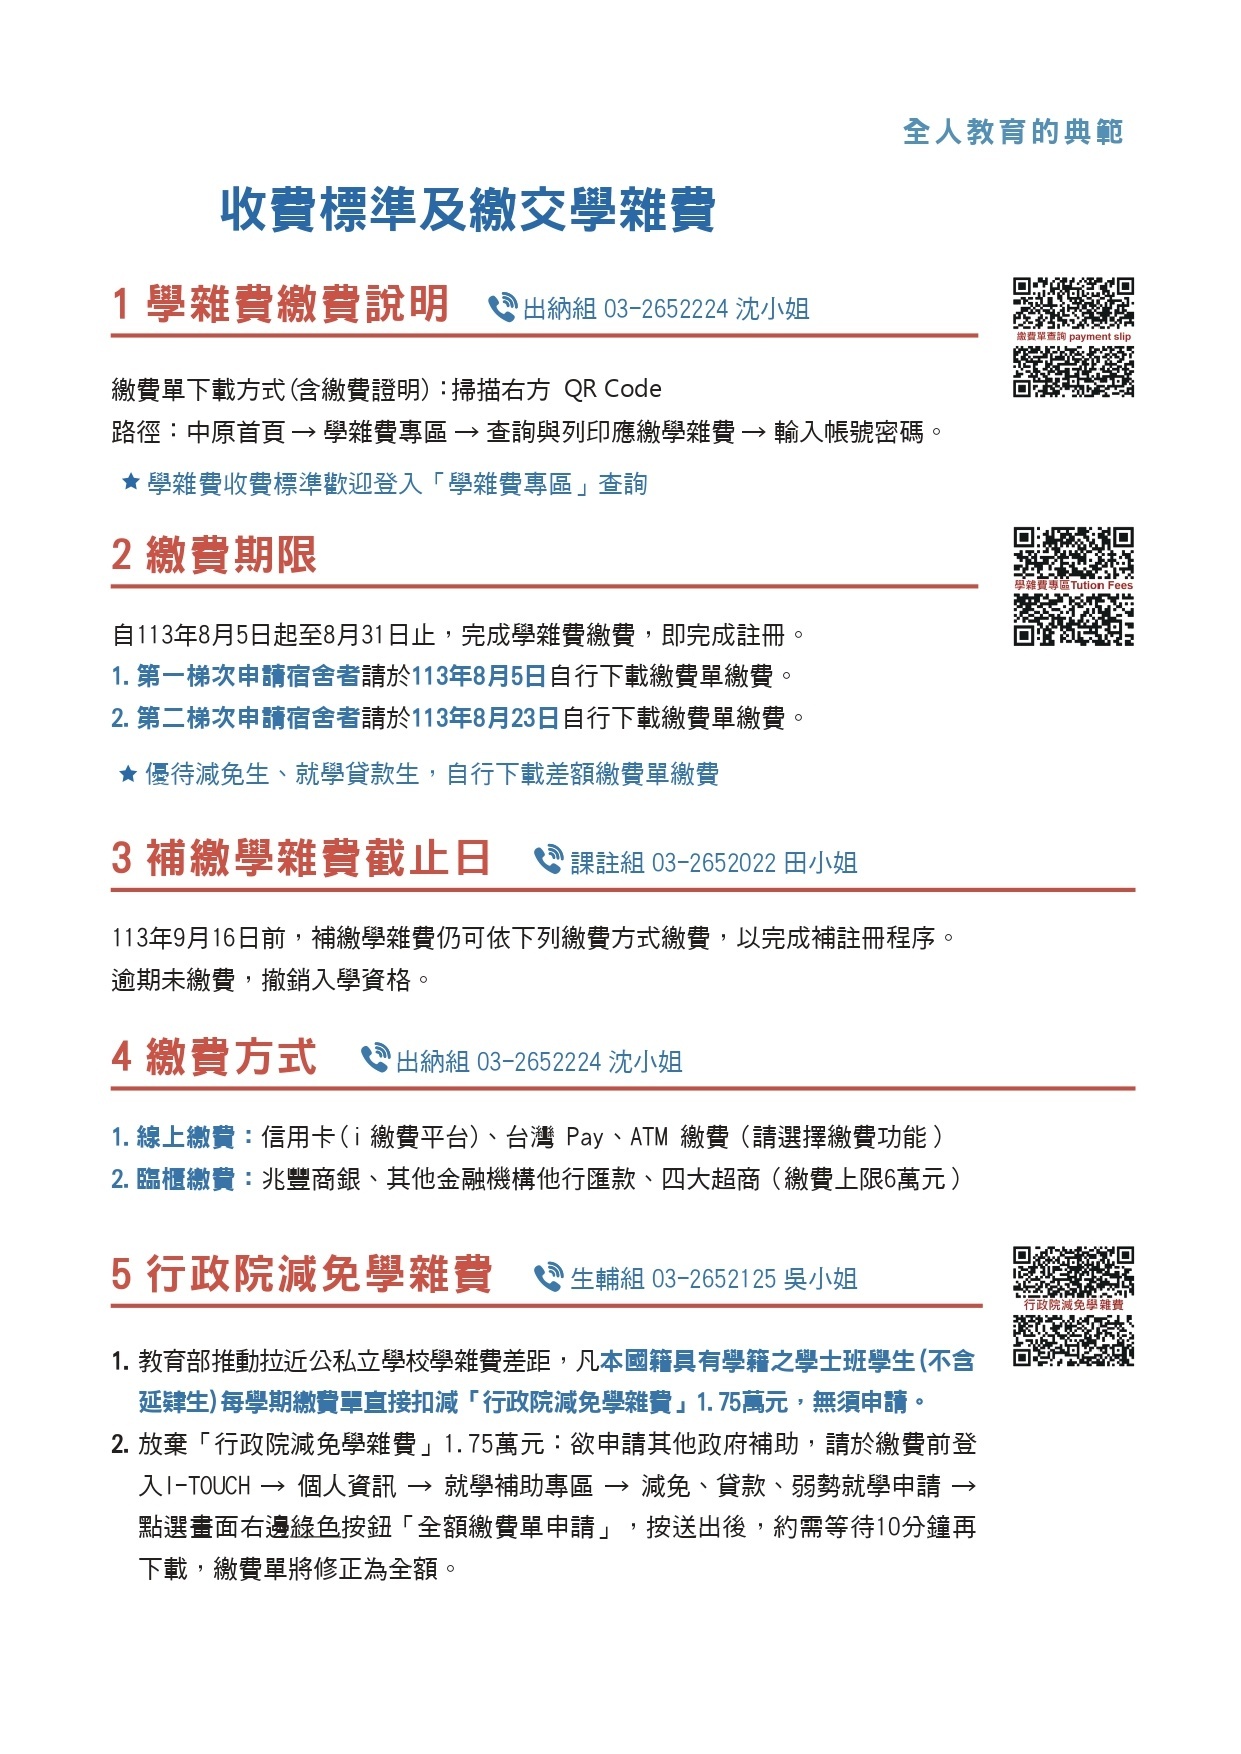 全人教育的典範
收費標準及繳交學雜費
1 學雜費繳費說明 出納組 03-2652224 沈小姐
繳費單查詢 payment slip
繳費單下載方式(含繳費證明)：掃描右方 QR Code
路徑：中原首頁 → 學雜費專區 → 查詢與列印應繳學雜費 → 輸入帳號密碼。
★ 學雜費收費標準歡迎登入「學雜費專區」查詢
2 繳費期限
學雜費專區Tution Fees
自113年8月5日起至8月31日止，完成學雜費繳費，即完成註冊。
1. 第一梯次申請宿舍者請於113年8月5日自行下載繳費單繳費。
2. 第二梯次申請宿舍者請於113年8月23日自行下載繳費單繳費。
★ 優待減免生、就學貸款生，自行下載差額繳費單繳費
3 補繳學雜費截止日 課註組 03-2652022 田小姐
113年9月16日前，補繳學雜費仍可依下列繳費方式繳費，以完成補註冊程序。
逾期未繳費，撤銷入學資格。
4 繳費方式 出納組 03-2652224 沈小姐
1. 線上繳費：信用卡(i 繳費平台)、台灣 Pay、ATM 繳費（請選擇繳費功能）
2. 臨櫃繳費：兆豐商銀、其他金融機構他行匯款、四大超商（繳費上限6萬元）
5 行政院減免學雜費 生輔組 03-2652125 吳小姐
行政院減免學雜費
1. 教育部推動拉近公私立學校學雜費差距，凡本國籍具有學籍之學士班學生(不含
延肄生)每學期繳費單直接扣減「行政院減免學雜費」1.75萬元，無須申請。
2. 放棄「行政院減免學雜費」1.75萬元：欲申請其他政府補助，請於繳費前登
入I-TOUCH → 個人資訊 → 就學補助專區 → 減免、貸款、弱勢就學申請 →
點選畫面右邊綠色按鈕「全額繳費單申請」，按送出後，約需等待10分鐘再
下載，繳費單將修正為全額。